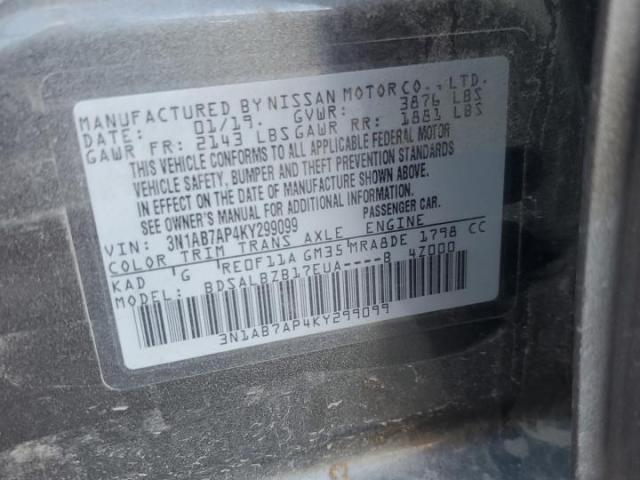 MANUFACTURED BY NISSAN MOTOR CO., LTD.
DATE: 01/19. GVWR: 3876 LBS
GAWR FR: 2143 LBS GAWR RR: 1881 LBS
THIS VEHICLE CONFORMS TO ALL APPLICABLE FEDERAL MOTOR
VEHICLE SAFETY, BUMPER, AND THEFT PREVENTION STANDARDS
IN EFFECT ON THE DATE OF MANUFACTURE SHOWN ABOVE.
SEE OWNER'S MANUAL FOR ADDITIONAL INFORMATION.
VIN: 3N1AB7AP4KY299099 PASSENGER CAR.
COLOR TRIM TRANS AXLE ENGINE
KAD G RE0F11A GM35 MRA8DE 1798 CC
MODEL: BDSALBZB17EUA----B 4Z000
3N1AB7AP4KY299099